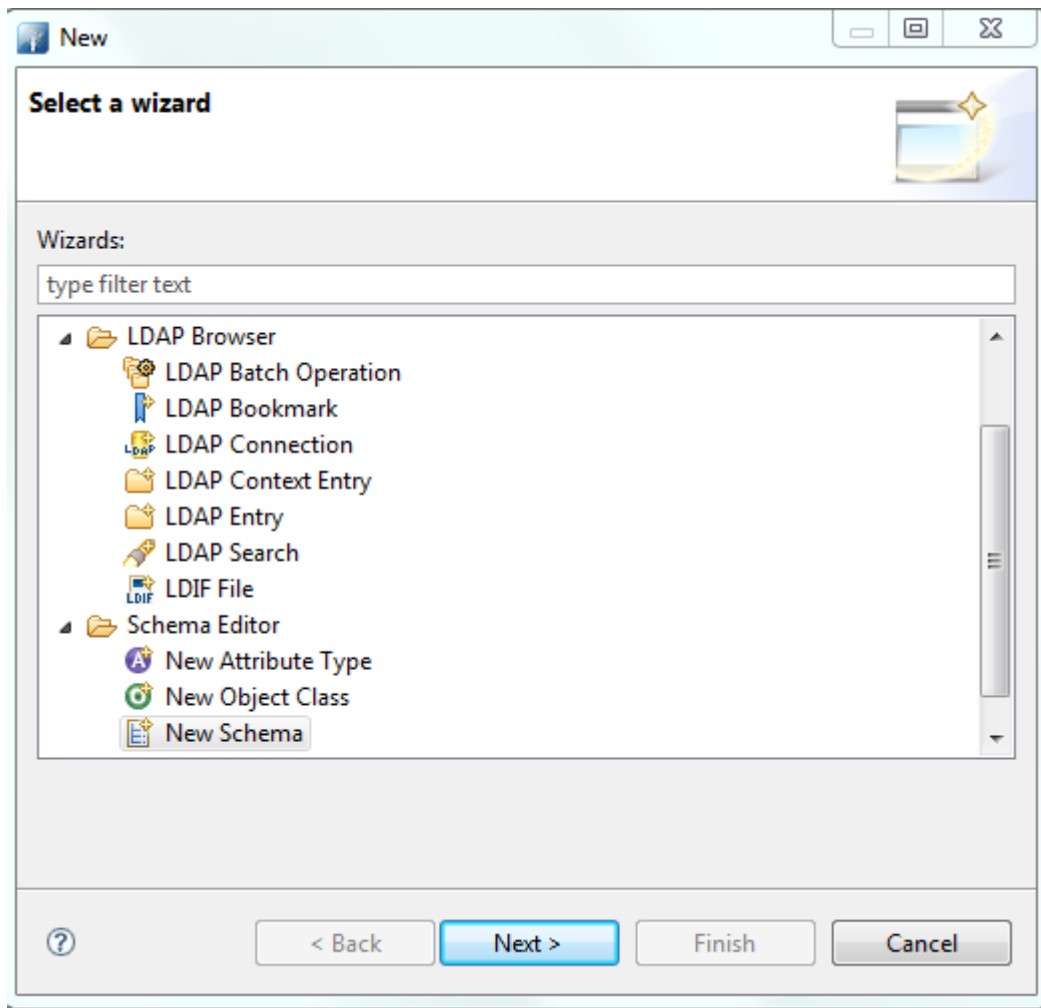 New
Select a wizard
Wizards:
type filter text
LDAP Browser
LDAP Batch Operation
LDAP Bookmark
LDAP Connection
LDAP Context Entry
LDAP Entry
LDAP Search
LDIF File
Schema Editor
New Attribute Type
New Object Class
New Schema
< Back Next > Finish Cancel